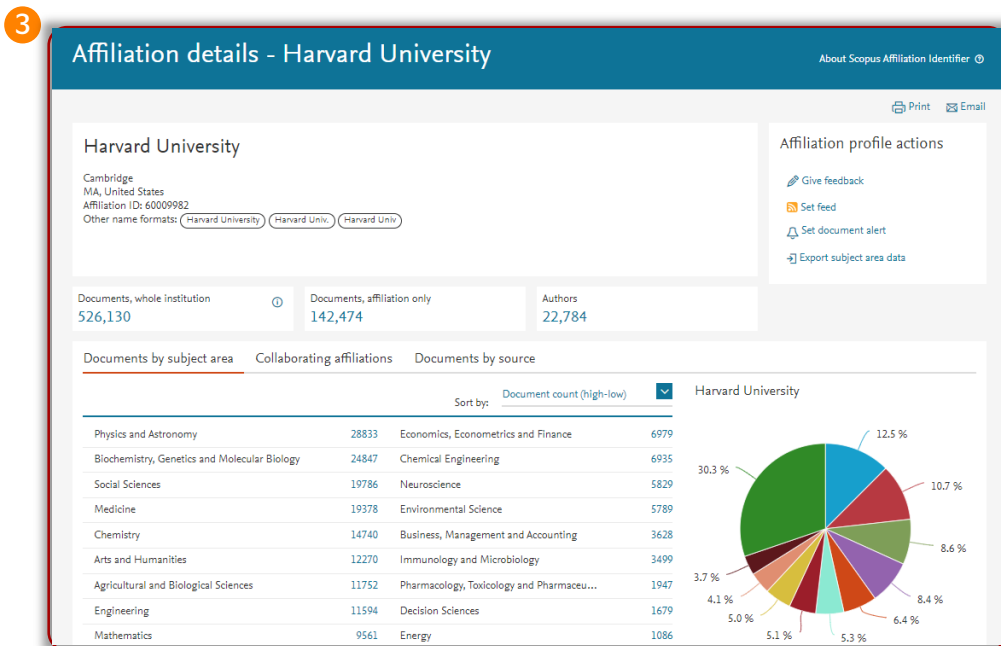 3
Affiliation details - Harvard University
About Scopus Affiliation Identifier
Print Email
Harvard University
Cambridge
MA, United States
Affiliation ID: 60009982
Other name formats: Harvard University Harvard Univ. Harvard Univ
Affiliation profile actions
Give feedback
Set feed
Set document alert
Export subject area data
Documents, whole institution
526,130
Documents, affiliation only
142,474
Authors
22,784
Documents by subject area Collaborating affiliations Documents by source
Sort by: Document count (high-low)
Physics and Astronomy 28833 Economics, Econometrics and Finance 6979
Biochemistry, Genetics and Molecular Biology 24847 Chemical Engineering 6935
Social Sciences 19786 Neuroscience 5829
Medicine 19378 Environmental Science 5789
Chemistry 14740 Business, Management and Accounting 3628
Arts and Humanities 12270 Immunology and Microbiology 3499
Agricultural and Biological Sciences 11752 Pharmacology, Toxicology and Pharmaceu... 1947
Engineering 11594 Decision Sciences 1679
Mathematics 9561 Energy 1086
Harvard University
12.5 %
10.7 %
8.6 %
8.4 %
6.4 %
5.3 %
5.1 %
5.0 %
4.1 %
3.7 %
30.3 %